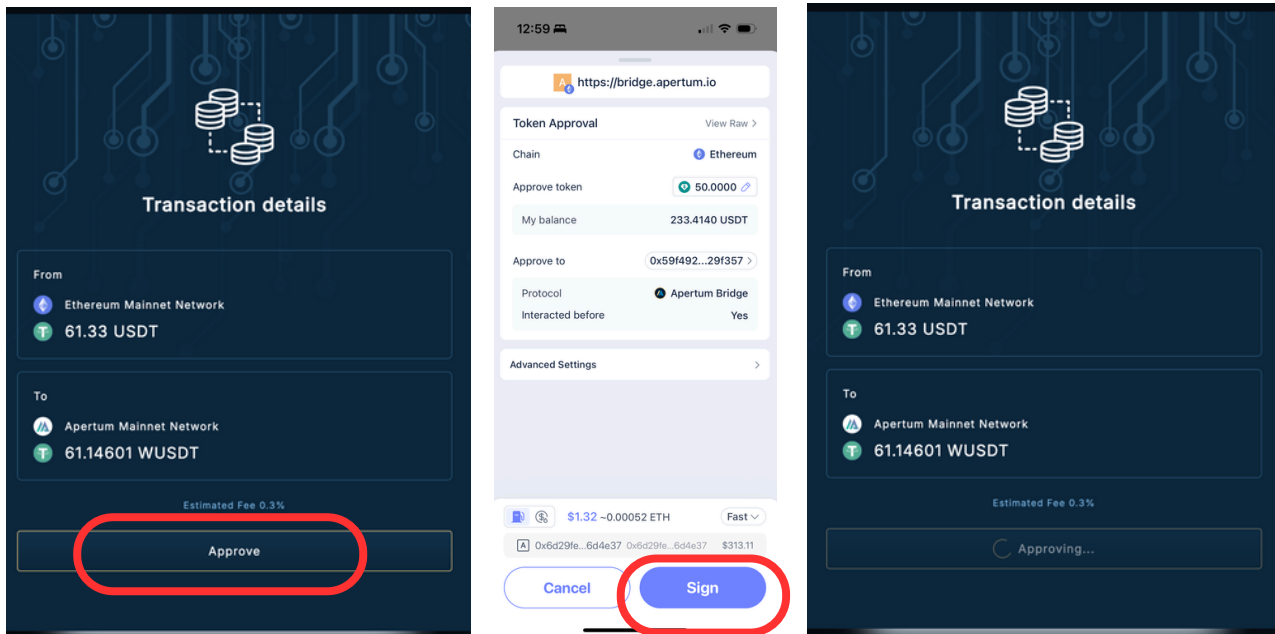 Transaction details
From
Ethereum Mainnet Network
61.33 USDT
To
Apertum Mainnet Network
61.14601 WUSDT
Estimated Fee 0.3%
Approve
12:59
A https://bridge.apertum.io
Token Approval View Raw >
Chain Ethereum
Approve token 50.0000
My balance 233.4140 USDT
Approve to 0x59f492...29f357 >
Protocol Apertum Bridge
Interacted before Yes
Advanced Settings >
$1.32 ~0.00052 ETH Fast
A 0x6d29fe...6d4e37 0x6d29fe...6d4e37 $313.11
Cancel Sign
Transaction details
From
Ethereum Mainnet Network
61.33 USDT
To
Apertum Mainnet Network
61.14601 WUSDT
Estimated Fee 0.3%
Approving...